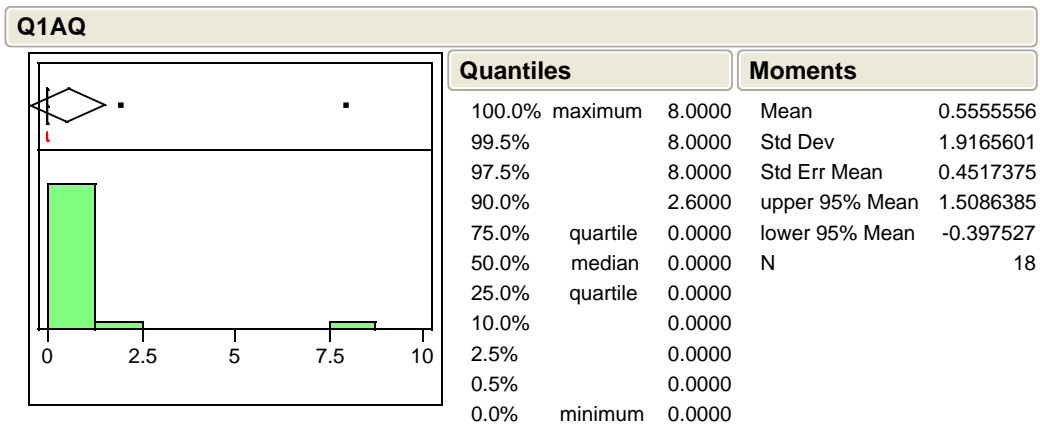 Q1AQ
0 2.5 5 7.5 10
Quantiles
100.0% maximum 8.0000
99.5% 8.0000
97.5% 8.0000
90.0% 2.6000
75.0% quartile 0.0000
50.0% median 0.0000
25.0% quartile 0.0000
10.0% 0.0000
2.5% 0.0000
0.5% 0.0000
0.0% minimum 0.0000
Moments
Mean 0.5555556
Std Dev 1.9165601
Std Err Mean 0.4517375
upper 95% Mean 1.5086385
lower 95% Mean -0.397527
N 18